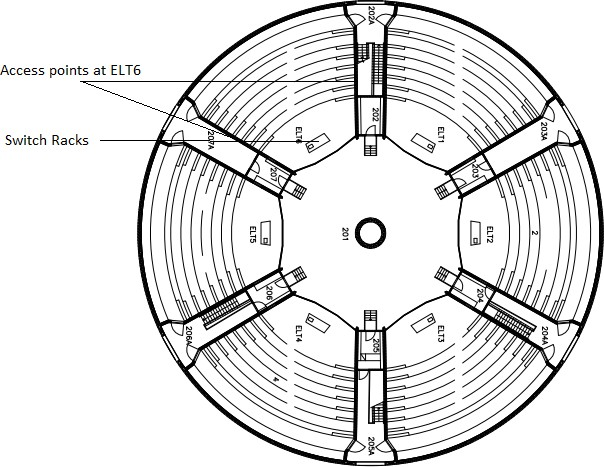 202A
Access points at ELT6
202
ELT6
ELT1
Switch Racks
207A
203A
207
203
201
ELT5
ELT2
2
206
204
206A
204A
ELT4
ELT3
205
4
205A